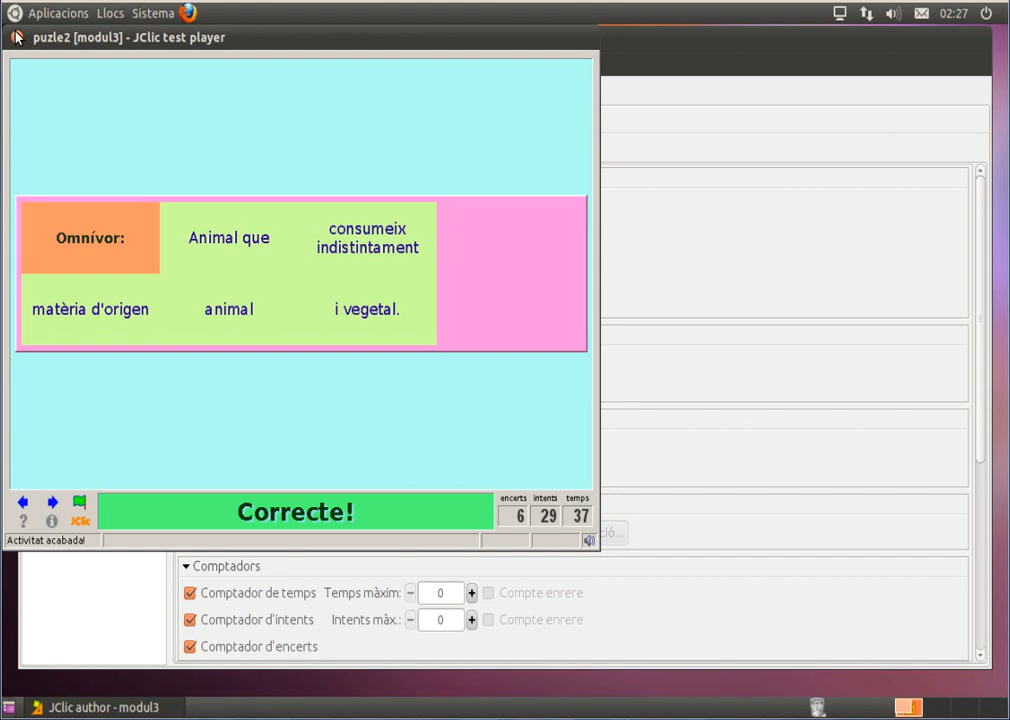 Aplicacions Llocs Sistema
02:27
puzle2 [modul3] - JClic test player
Omnívor:
Animal que
consumeix
indistintament
matèria d'origen
animal
i vegetal.
Correcte!
encerts intents temps
6 29 37
? i JClic
Activitat acabada!
ció...
Comptadors
Comptador de temps Temps màxim: − 0 + Compte enrere
Comptador d'intents Intents màx.: − 0 + Compte enrere
Comptador d'encerts
JClic author - modul3